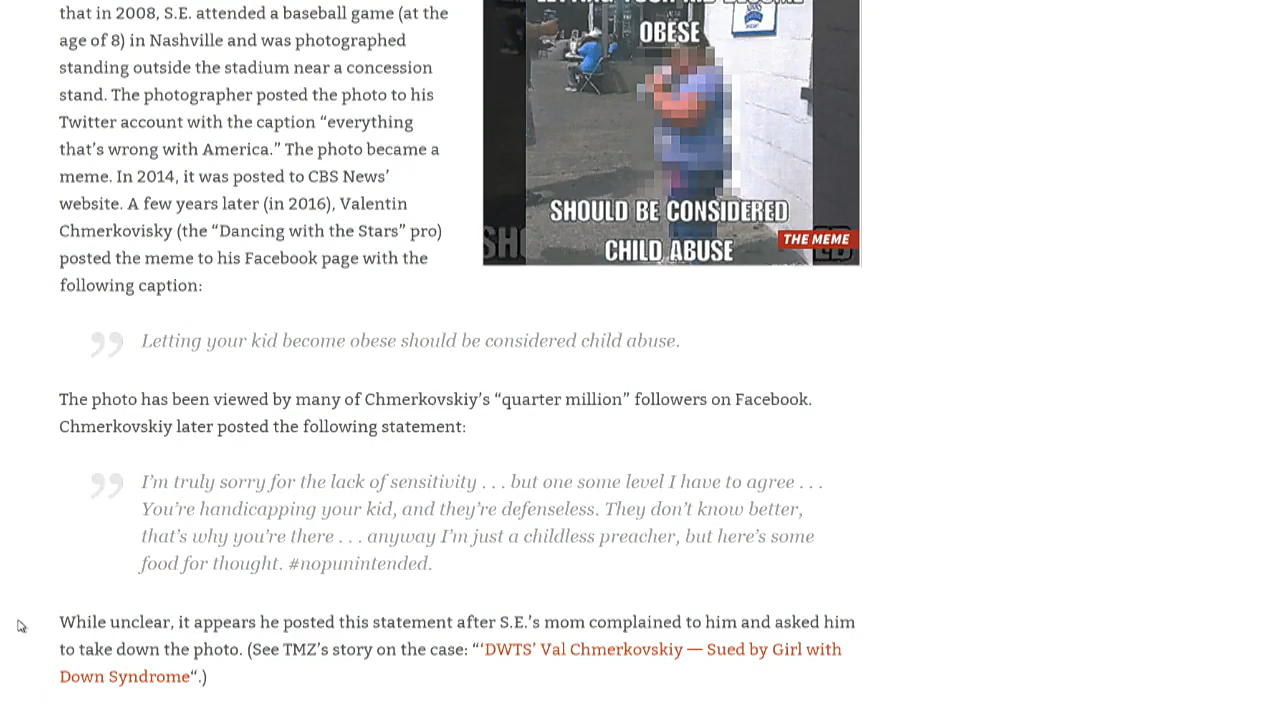 that in 2008, S.E. attended a baseball game (at the
age of 8) in Nashville and was photographed
standing outside the stadium near a concession
stand. The photographer posted the photo to his
Twitter account with the caption “everything
that’s wrong with America.” The photo became a
meme. In 2014, it was posted to CBS News’
website. A few years later (in 2016), Valentin
Chmerkovisky (the “Dancing with the Stars” pro)
posted the meme to his Facebook page with the
following caption:
OBESE
SHOULD BE CONSIDERED
THE MEME
CHILD ABUSE
Letting your kid become obese should be considered child abuse.
The photo has been viewed by many of Chmerkovskiy’s “quarter million” followers on Facebook.
Chmerkovskiy later posted the following statement:
I’m truly sorry for the lack of sensitivity . . . but one some level I have to agree . . .
You’re handicapping your kid, and they’re defenseless. They don’t know better,
that’s why you’re there . . . anyway I’m just a childless preacher, but here’s some
food for thought. #nopunintended.
While unclear, it appears he posted this statement after S.E.’s mom complained to him and asked him
to take down the photo. (See TMZ’s story on the case: “‘DWTS’ Val Chmerkovskiy — Sued by Girl with
Down Syndrome“.)